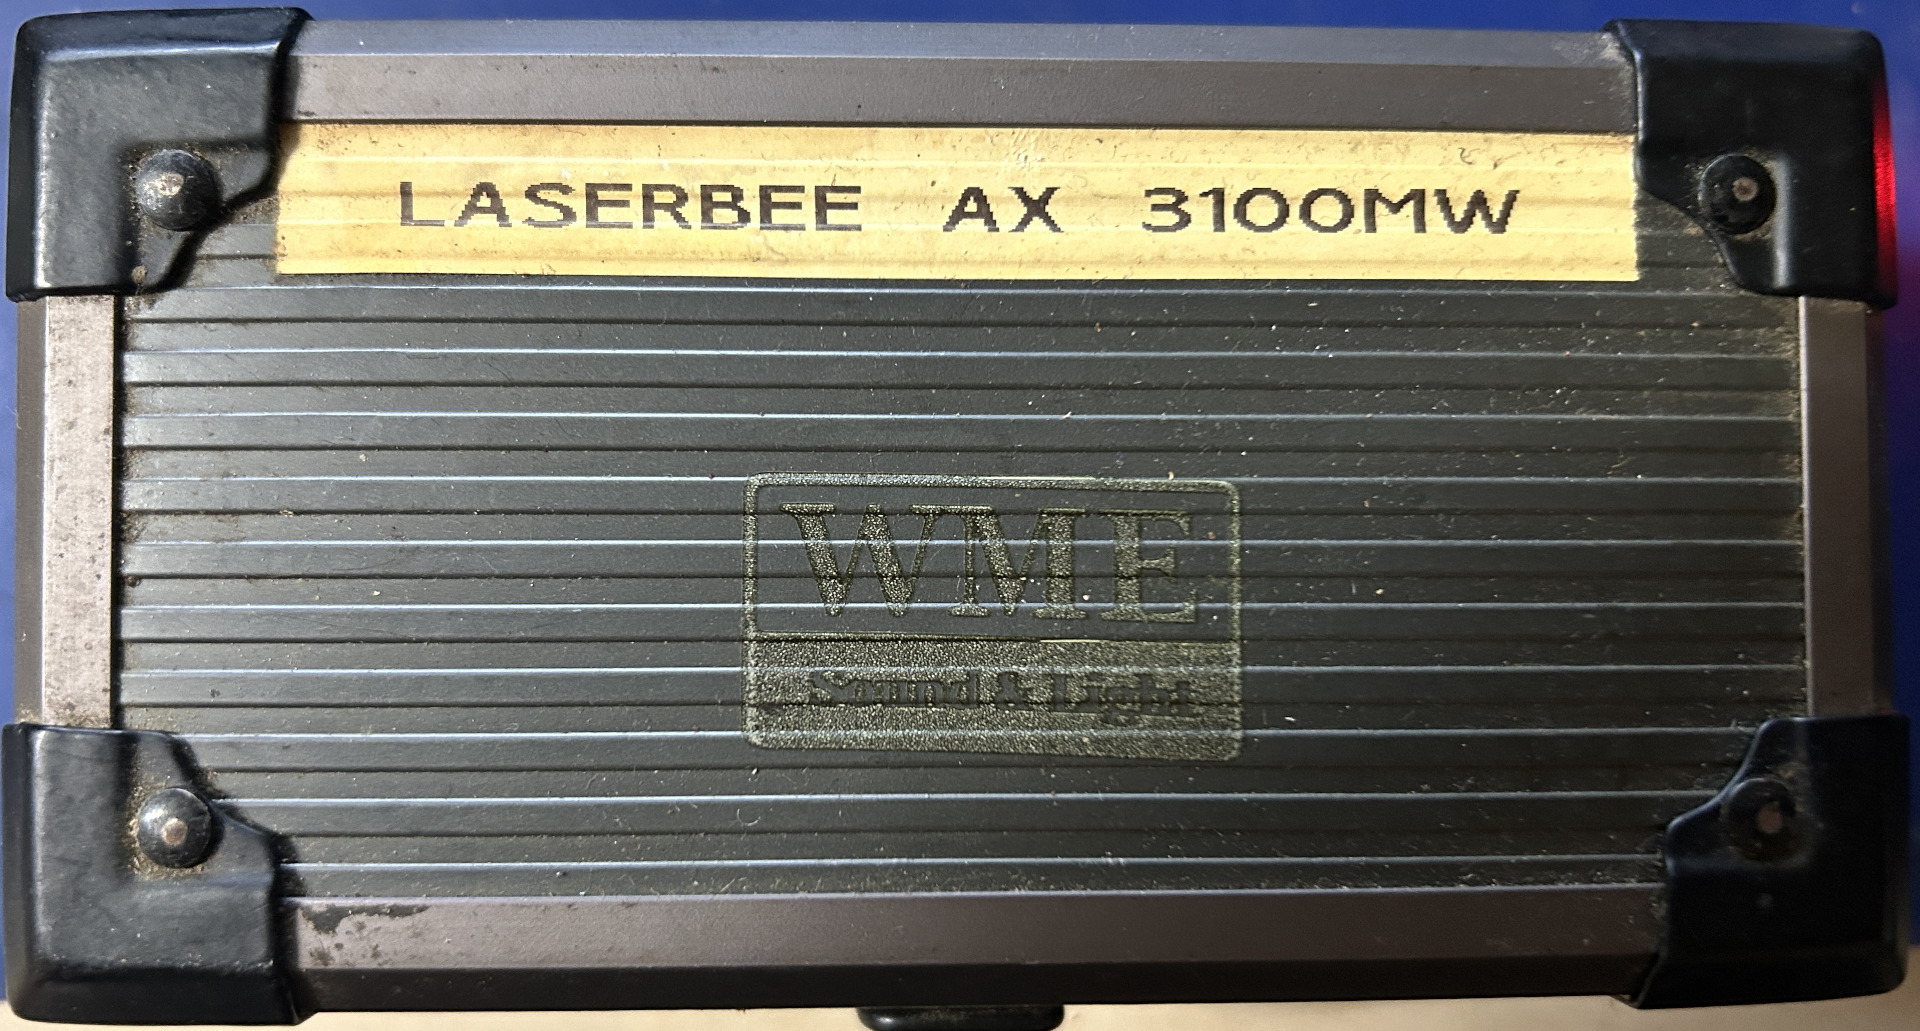 LASERBEE AX 3100MW
WME
Sound & Light